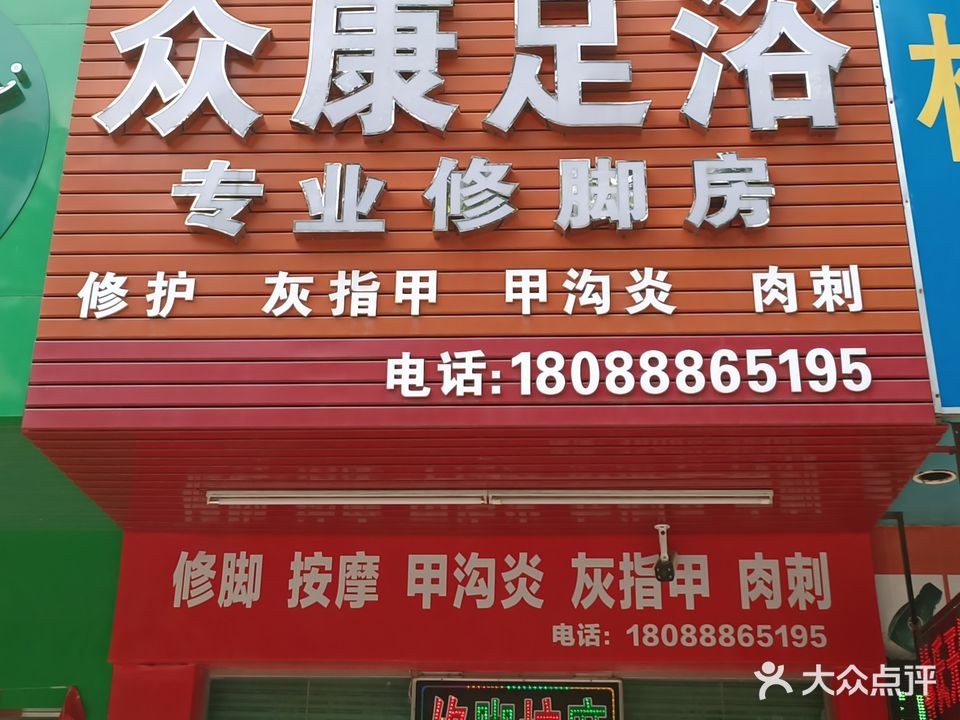 众康足浴
专业修脚房
修护 灰指甲 甲沟炎 肉刺
电话:18088865195
修脚 按摩 甲沟炎 灰指甲 肉刺
电话: 18088865195
大众点评